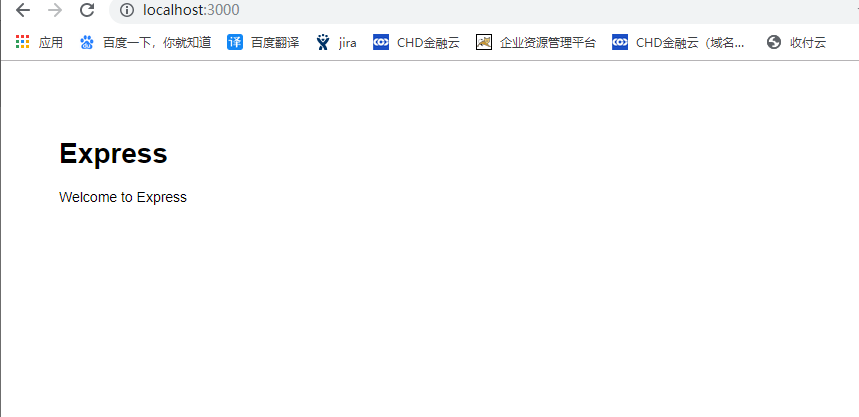 localhost:3000
应用 百度一下，你就知道 译 百度翻译 jira CHD金融云 企业资源管理平台 CHD金融云（域名... 收付云
Express
Welcome to Express